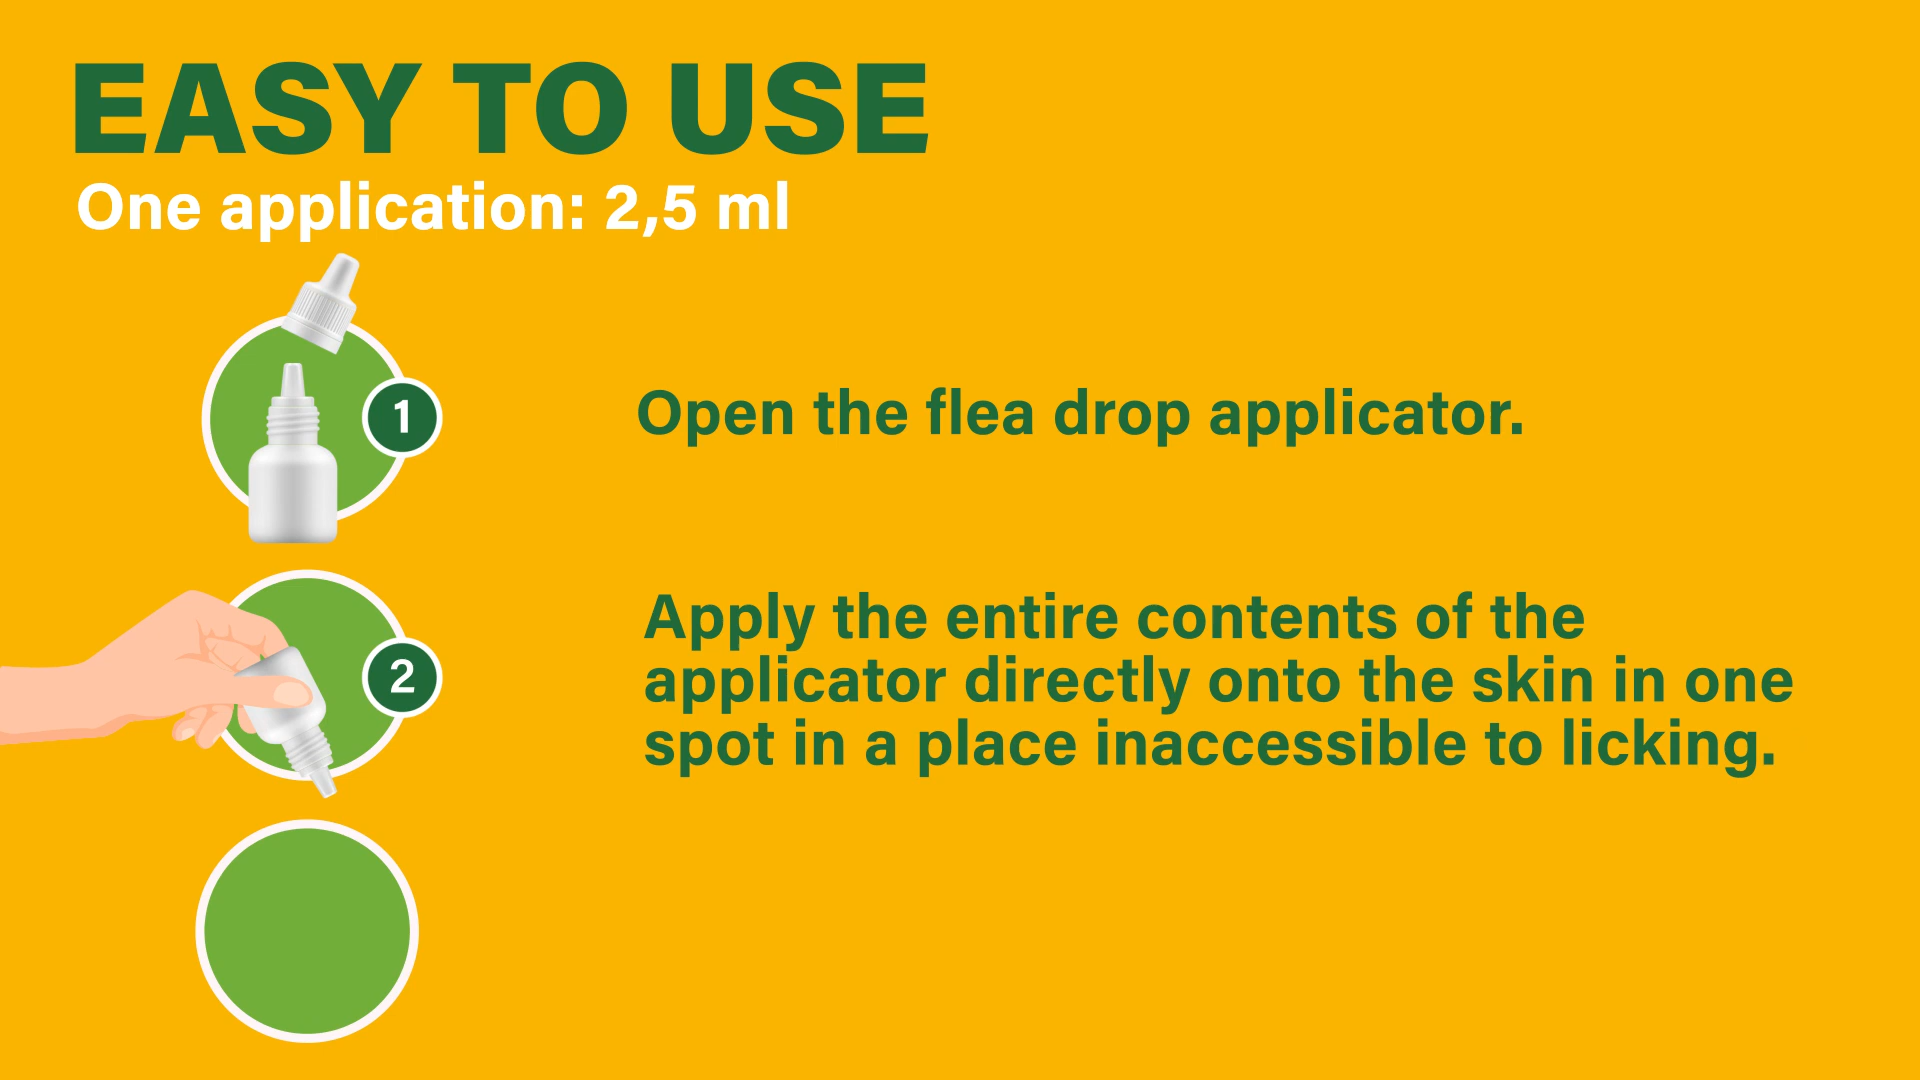 EASY TO USE
One application: 2,5 ml
1
Open the flea drop applicator.
2
Apply the entire contents of the
applicator directly onto the skin in one
spot in a place inaccessible to licking.